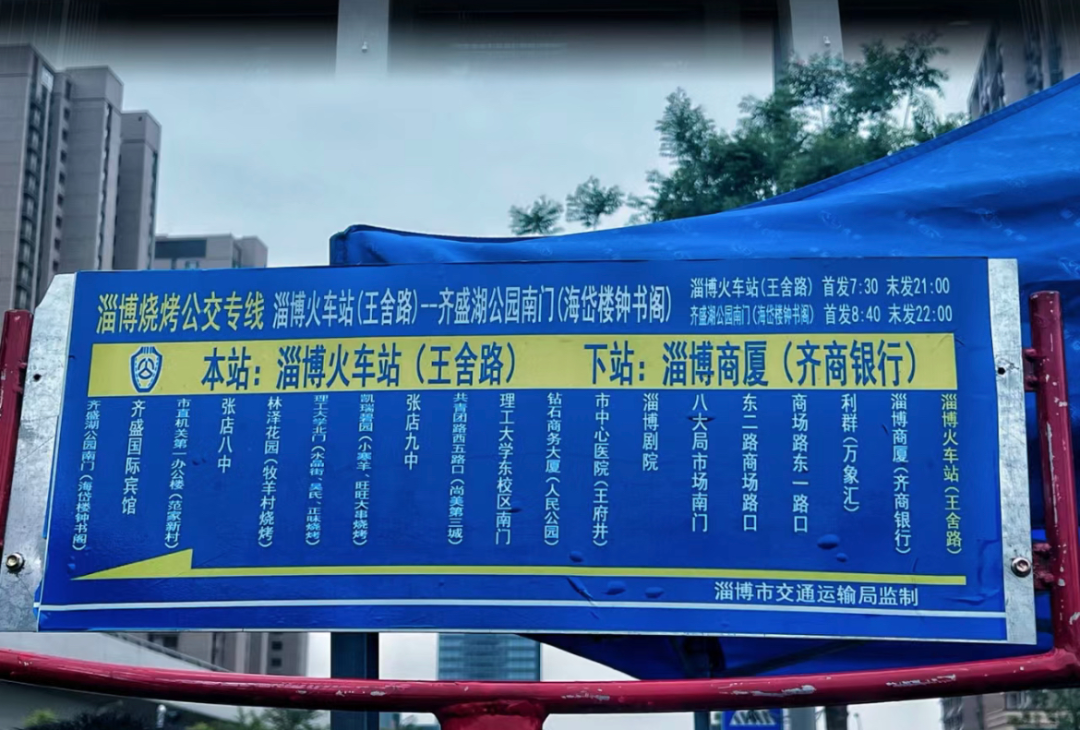 淄博烧烤公交专线 淄博火车站(王舍路)--齐盛湖公园南门(海岱楼钟书阁)
淄博火车站(王舍路) 首发7:30 末发21:00
齐盛湖公园南门(海岱楼钟书阁) 首发8:40 末发22:00
本站：淄博火车站（王舍路） 下站：淄博商厦（齐商银行）
齐盛湖公园南门(海岱楼钟书阁)
齐盛国际宾馆
市直机关第一办公楼(范家新村)
张店八中
林泽花园(牧羊村烧烤)
理工大学北门(水晶街、吴氏、正味烧烤)
凯瑞碧园(小寒羊、旺旺大串烧烤)
张店九中
共青团路西五路口(尚美第三城)
理工大学东校区南门
钻石商务大厦(人民公园)
市中心医院(王府井)
淄博剧院
八大局市场南门
东二路商场路口
商场路东一路口
利群(万象汇)
淄博商厦(齐商银行)
淄博火车站(王舍路)
淄博市交通运输局监制